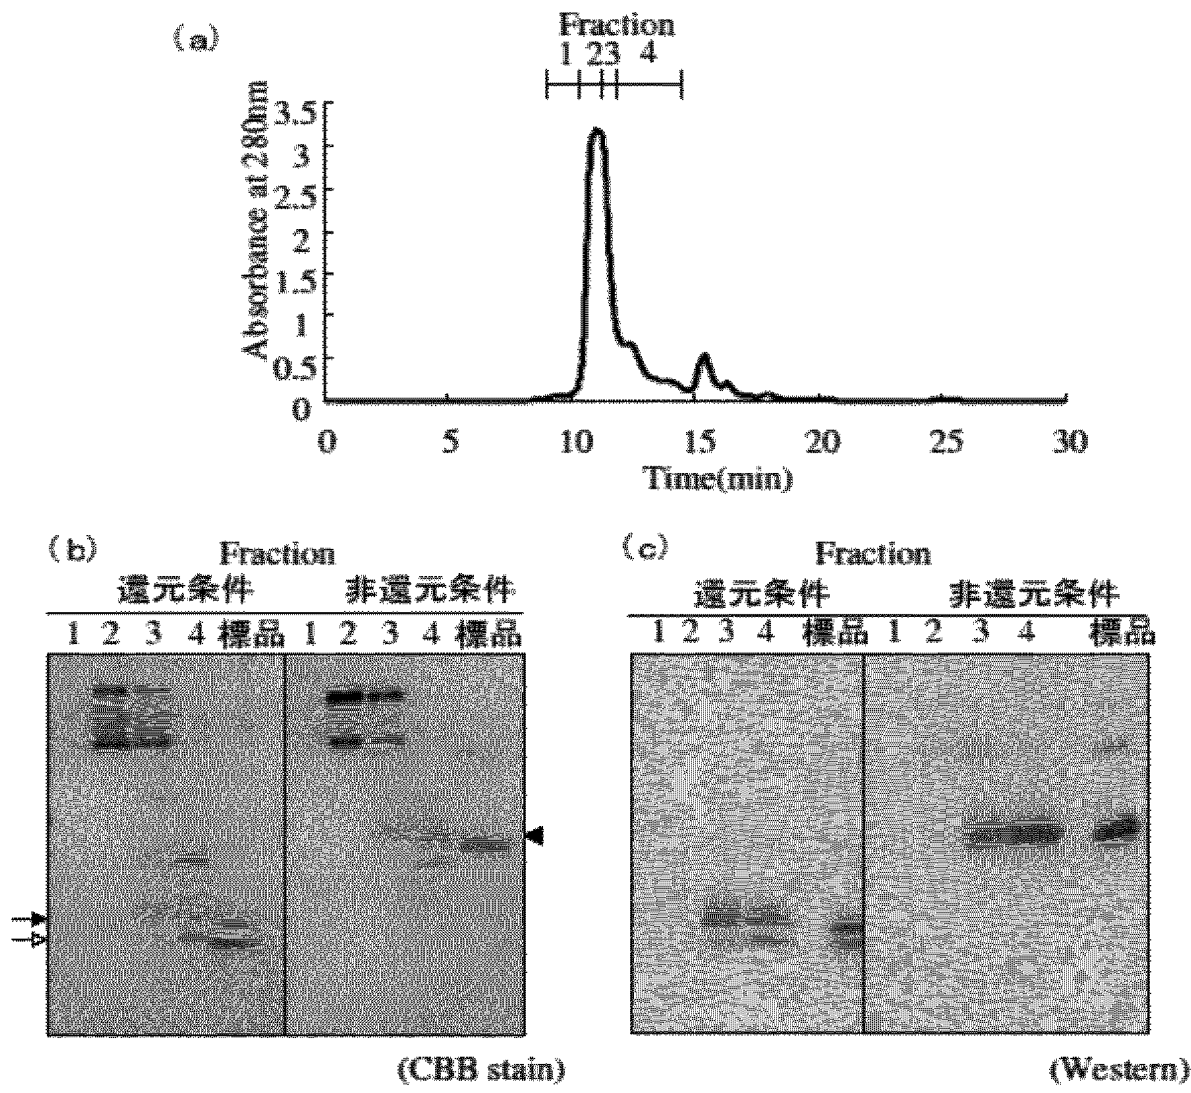 (a)
Fraction
1 2 3 4
Absorbance at 280nm
3.5
3
2.5
2
1.5
1
0.5
0
0 5 10 15 20 25 30
Time(min)
(b)
Fraction
還元条件 非還元条件
1 2 3 4 標品 1 2 3 4 標品
(CBB stain)
(c)
Fraction
還元条件 非還元条件
1 2 3 4 標品 1 2 3 4 標品
(Western)